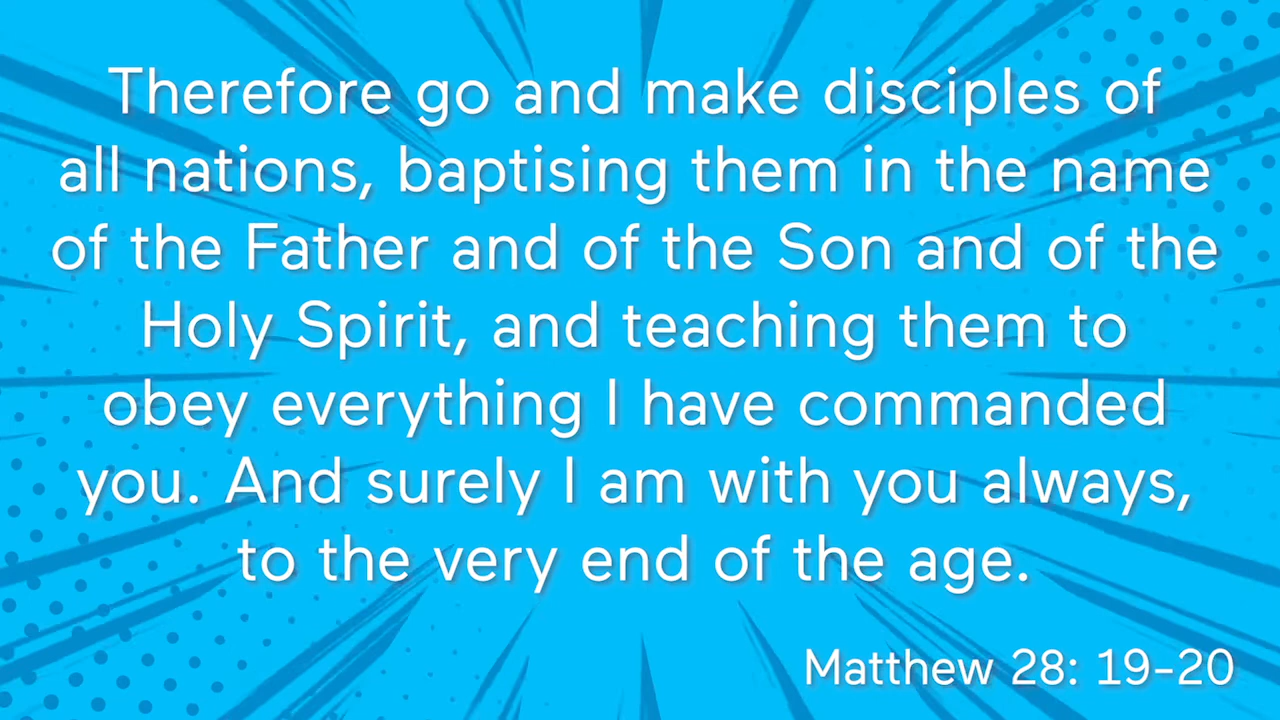 Therefore go and make disciples of
all nations, baptising them in the name
of the Father and of the Son and of the
Holy Spirit, and teaching them to
obey everything I have commanded
you. And surely I am with you always,
to the very end of the age.
Matthew 28: 19-20